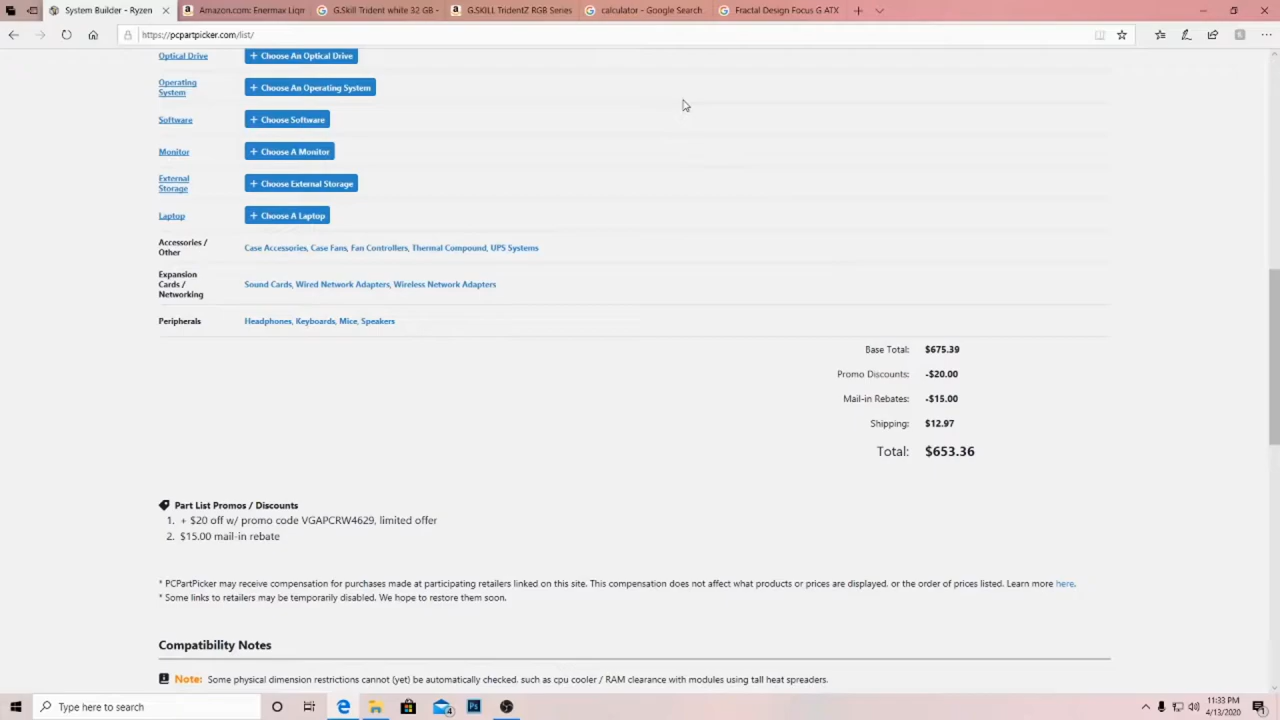 System Builder - Ryzen
Amazon.com: Enermax Liqm
G.Skill Trident white 32 GB -
G.SKILL TridentZ RGB Series
calculator - Google Search
Fractal Design Focus G ATX
https://pcpartpicker.com/list/
Optical Drive
+ Choose An Optical Drive
Operating
System
+ Choose An Operating System
Software
+ Choose Software
Monitor
+ Choose A Monitor
External
Storage
+ Choose External Storage
Laptop
+ Choose A Laptop
Accessories /
Other
Case Accessories, Case Fans, Fan Controllers, Thermal Compound, UPS Systems
Expansion
Cards /
Networking
Sound Cards, Wired Network Adapters, Wireless Network Adapters
Peripherals
Headphones, Keyboards, Mice, Speakers
Base Total: $675.39
Promo Discounts: -$20.00
Mail-in Rebates: -$15.00
Shipping: $12.97
Total: $653.36
Part List Promos / Discounts
1. + $20 off w/ promo code VGAPCRW4629, limited offer
2. $15.00 mail-in rebate
* PCPartPicker may receive compensation for purchases made at participating retailers linked on this site. This compensation does not affect what products or prices are displayed, or the order of prices listed. Learn more here.
* Some links to retailers may be temporarily disabled. We hope to restore them soon.
Compatibility Notes
Note: Some physical dimension restrictions cannot (yet) be automatically checked, such as cpu cooler / RAM clearance with modules using tall heat spreaders.
Type here to search
4
11:33 PM
4/13/2020